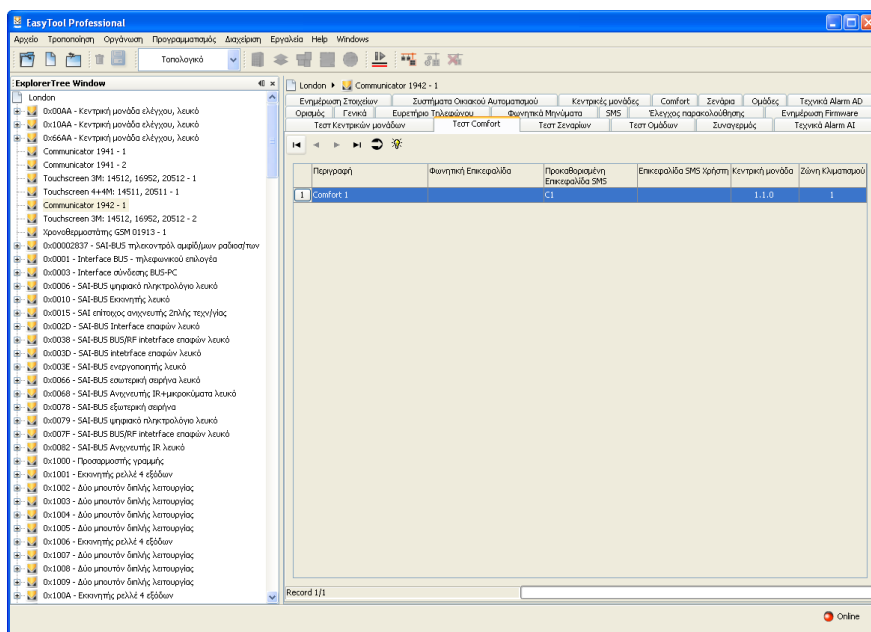 EasyTool Professional
Αρχείο Τροποποίηση Οργάνωση Προγραμματισμός Διαχείριση Εργαλεία Help Windows
Τοπολογικό
ExplorerTree Window
London
0x00AA - Κεντρική μονάδα ελέγχου, λευκό
0x10AA - Κεντρική μονάδα ελέγχου, λευκό
0x66AA - Κεντρική μονάδα ελέγχου, λευκό
Communicator 1941 - 1
Communicator 1941 - 2
Touchscreen 3M: 14512, 16952, 20512 - 1
Touchscreen 4+4M: 14511, 20511 - 1
Communicator 1942 - 1
Touchscreen 3M: 14512, 16952, 20512 - 2
Χρονοθερμοστάτης GSM 01913 - 1
0x00002837 - SAI-BUS τηλεκοντρόλ αμφίδ/μων ραδιοσ/των
0x0001 - Interface BUS - τηλεφωνικού επιλογέα
0x0003 - Interface σύνδεσης BUS-PC
0x0006 - SAI-BUS ψηφιακό πληκτρολόγιο λευκό
0x0010 - SAI-BUS Εκκινητής λευκό
0x0015 - SAI επίτοιχος ανιχνευτής 2πλής τεχν/γίας
0x002D - SAI-BUS Interface επαφών λευκό
0x0038 - SAI-BUS BUS/RF intetrface επαφών λευκό
0x003D - SAI-BUS intetrface επαφών λευκό
0x003E - SAI-BUS ενεργοποιητής λευκό
0x0066 - SAI-BUS εσωτερική σειρήνα λευκό
0x0068 - SAI-BUS Ανιχνευτής IR+μικροκύματα λευκό
0x0078 - SAI-BUS εξωτερική σειρήνα
0x0079 - SAI-BUS ψηφιακό πληκτρολόγιο λευκό
0x007F - SAI-BUS BUS/RF intetrface επαφών λευκό
0x0082 - SAI-BUS Ανιχνευτής IR λευκό
0x1000 - Προσαρμοστής γραμμής
0x1001 - Εκκινητής ρελλέ 4 εξόδων
0x1002 - Δύο μπουτόν διπλής λειτουργίας
0x1003 - Δύο μπουτόν διπλής λειτουργίας
0x1004 - Δύο μπουτόν διπλής λειτουργίας
0x1005 - Δύο μπουτόν διπλής λειτουργίας
0x1006 - Εκκινητής ρελλέ 4 εξόδων
0x1007 - Δύο μπουτόν διπλής λειτουργίας
0x1008 - Δύο μπουτόν διπλής λειτουργίας
0x1009 - Δύο μπουτόν διπλής λειτουργίας
0x100A - Εκκινητής ρελλέ 4 εξόδων
London Communicator 1942 - 1
Ενημέρωση Στοιχείων Συστήματα Οικιακού Αυτοματισμού Κεντρικές μονάδες Comfort Σενάρια Ομάδες Τεχνικά Alarm AD
Ορισμός Γενικά Ευρετήριο Τηλεφώνου Φωνητικά Μηνύματα SMS Έλεγχος παρακολούθησης Ενημέρωση Firmware
Τεστ Κεντρικών μονάδων Τεστ Comfort Τεστ Σεναρίων Τεστ Ομάδων Συναγερμός Τεχνικά Alarm AI
Περιγραφή Φωνητική Επικεφαλίδα Προκαθορισμένη Επικεφαλίδα SMS Χρήστη Κεντρική μονάδα Ζώνη Κλιματισμού
Επικεφαλίδα SMS
1 Comfort 1 C1 1.1.0 1
Record 1/1
Online